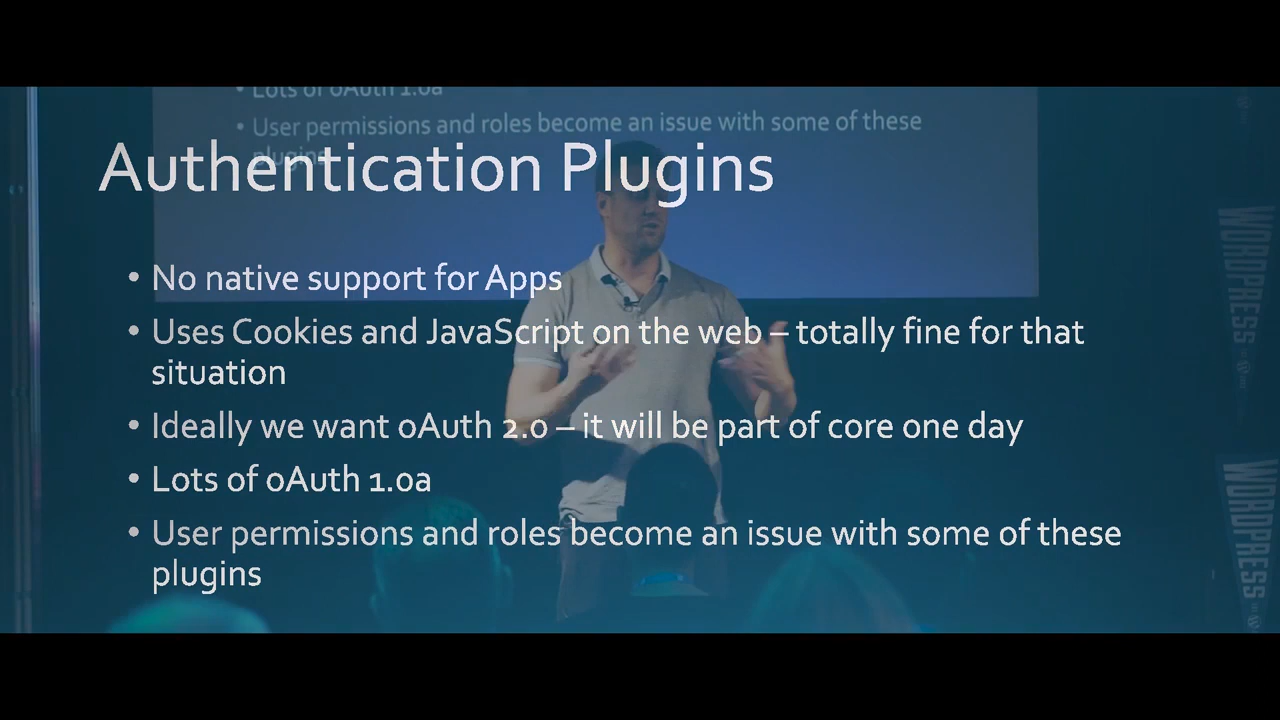 • Lots of oAuth 1.0a
• User permissions and roles become an issue with some of these
plugins
Authentication Plugins
• No native support for Apps
• Uses Cookies and JavaScript on the web – totally fine for that
situation
• Ideally we want oAuth 2.0 – it will be part of core one day
• Lots of oAuth 1.0a
• User permissions and roles become an issue with some of these
plugins
WORDPRESS
WORDPRESS